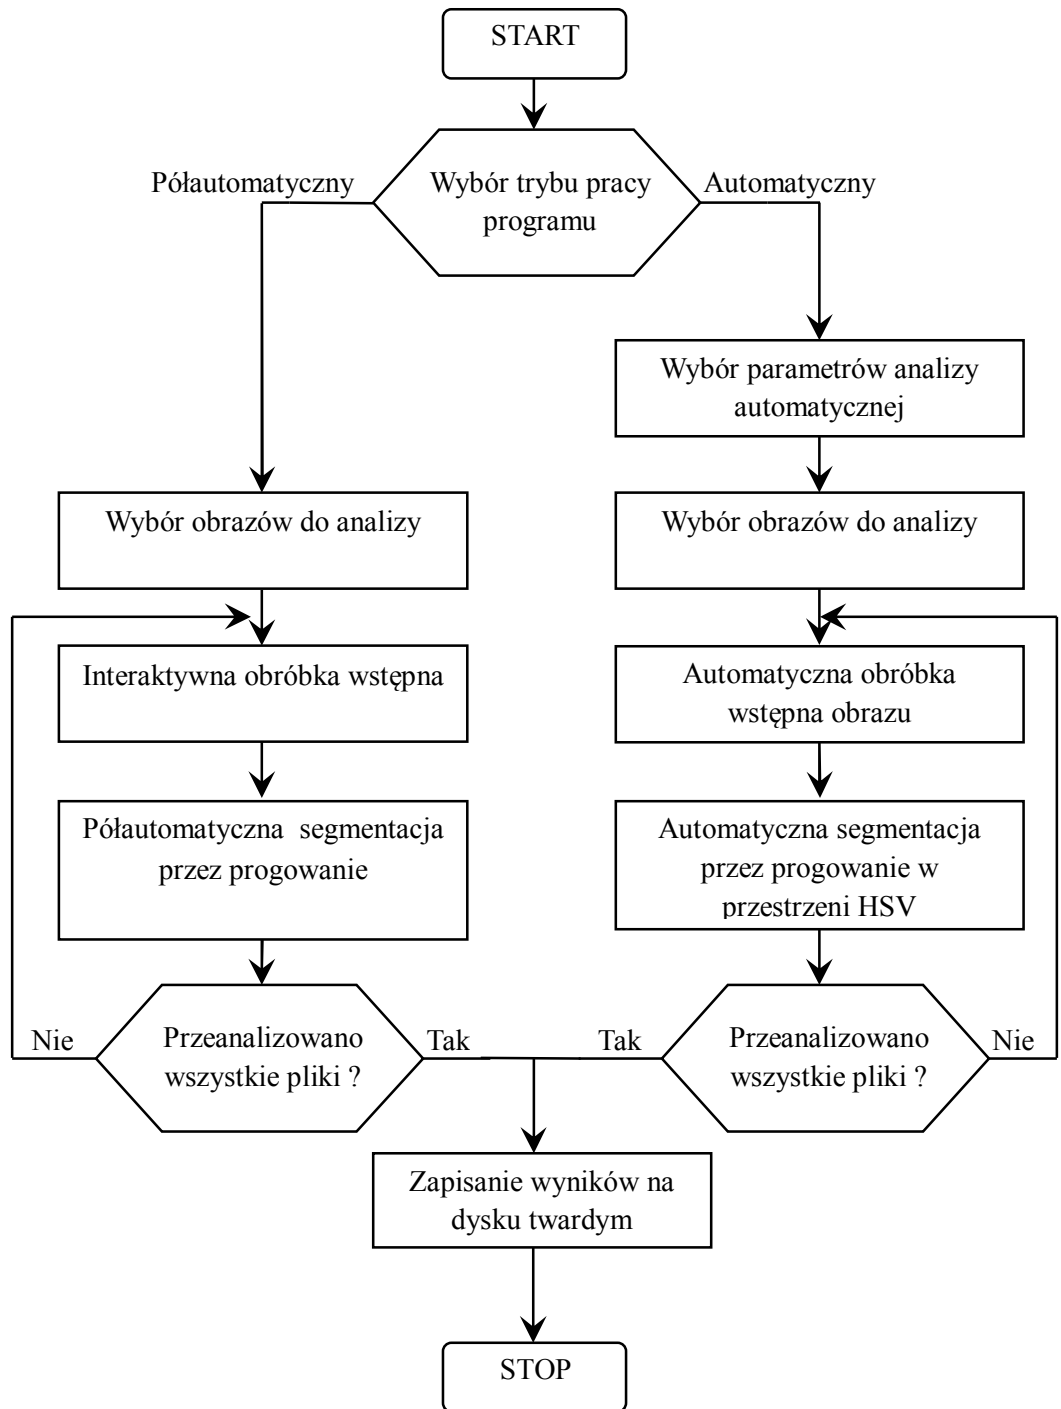 START
Półautomatyczny
Wybór trybu pracy
programu
Automatyczny
Wybór parametrów analizy
automatycznej
Wybór obrazów do analizy
Wybór obrazów do analizy
Interaktywna obróbka wstępna
Automatyczna obróbka
wstępna obrazu
Półautomatyczna segmentacja
przez progowanie
Automatyczna segmentacja
przez progowanie w
przestrzeni HSV
Nie
Przeanalizowano
wszystkie pliki ?
Tak
Tak
Przeanalizowano
wszystkie pliki ?
Nie
Zapisanie wyników na
dysku twardym
STOP